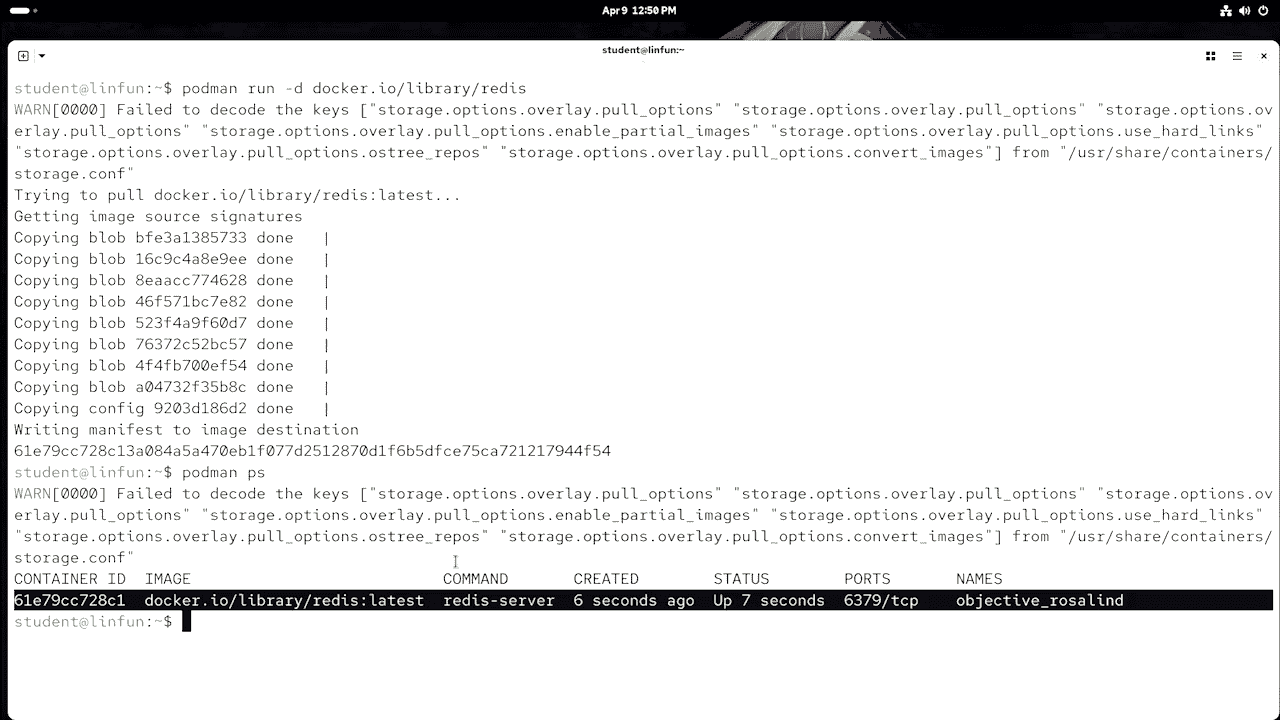 Apr 9 12:50 PM
student@linfun:~
student@linfun:~$ podman run -d docker.io/library/redis
WARN[0000] Failed to decode the keys ["storage.options.overlay.pull_options" "storage.options.overlay.pull_options" "storage.options.ov
erlay.pull_options" "storage.options.overlay.pull_options.enable_partial_images" "storage.options.overlay.pull_options.use_hard_links"
"storage.options.overlay.pull_options.ostree_repos" "storage.options.overlay.pull_options.convert_images"] from "/usr/share/containers/
storage.conf"
Trying to pull docker.io/library/redis:latest...
Getting image source signatures
Copying blob bfe3a1385733 done   |
Copying blob 16c9c4a8e9ee done   |
Copying blob 8eaacc774628 done   |
Copying blob 46f571bc7e82 done   |
Copying blob 523f4a9f60d7 done   |
Copying blob 76372c52bc57 done   |
Copying blob 4f4fb700ef54 done   |
Copying blob a04732f35b8c done   |
Copying config 9203d186d2 done   |
Writing manifest to image destination
61e79cc728c13a084a5a470eb1f077d2512870d1f6b5dfce75ca721217944f54
student@linfun:~$ podman ps
WARN[0000] Failed to decode the keys ["storage.options.overlay.pull_options" "storage.options.overlay.pull_options" "storage.options.ov
erlay.pull_options" "storage.options.overlay.pull_options.enable_partial_images" "storage.options.overlay.pull_options.use_hard_links"
"storage.options.overlay.pull_options.ostree_repos" "storage.options.overlay.pull_options.convert_images"] from "/usr/share/containers/
storage.conf"
CONTAINER ID  IMAGE                           COMMAND       CREATED        STATUS        PORTS       NAMES
61e79cc728c1  docker.io/library/redis:latest  redis-server  6 seconds ago  Up 7 seconds  6379/tcp    objective_rosalind
student@linfun:~$